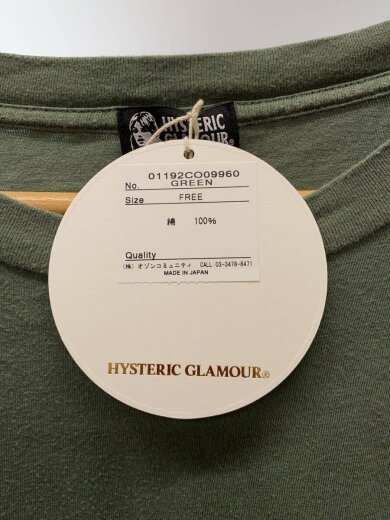 HYSTERIC
GLAMOUR
01192CO09960
No. GREEN
Size FREE
綿 100%
Quality
(株) オゾンコミュニティ CALL 03-3478-8471
MADE IN JAPAN
HYSTERIC GLAMOUR®